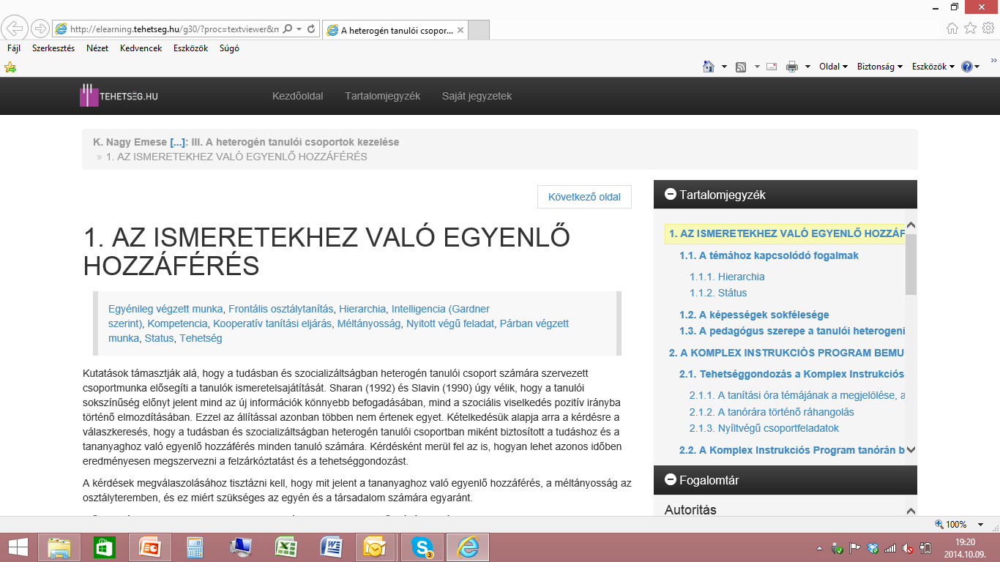 http://elearning.tehetseg.hu/g30/?proc=textviewer&m
A heterogén tanulói csopor...
Fájl Szerkesztés Nézet Kedvencek Eszközök Súgó
Oldal Biztonság Eszközök
TEHETSÉG.HU
Kezdőoldal Tartalomjegyzék Saját jegyzetek
K. Nagy Emese [...]: III. A heterogén tanulói csoportok kezelése
» 1. AZ ISMERETEKHEZ VALÓ EGYENLŐ HOZZÁFÉRÉS
Következő oldal
1. AZ ISMERETEKHEZ VALÓ EGYENLŐ
HOZZÁFÉRÉS
Egyénileg végzett munka, Frontális osztálytanítás, Hierarchia, Intelligencia (Gardner
szerint), Kompetencia, Kooperatív tanítási eljárás, Méltányosság, Nyitott végű feladat, Párban végzett
munka, Status, Tehetség
Kutatások támasztják alá, hogy a tudásban és szocializáltságban heterogén tanulói csoport számára szervezett
csoportmunka elősegíti a tanulók ismeretelsajátítását. Sharan (1992) és Slavin (1990) úgy vélik, hogy a tanulói
sokszínűség előnyt jelent mind az új információk könnyebb befogadásában, mind a szociális viselkedés pozitív irányba
történő elmozdításában. Ezzel az állítással azonban többen nem értenek egyet. Kételkedésük alapja arra a kérdésre a
válaszkeresés, hogy a tudásban és szocializáltságban heterogén tanulói csoportban miként biztosított a tudáshoz és a
tananyaghoz való egyenlő hozzáférés minden tanuló számára. Kérdésként merül fel az is, hogyan lehet azonos időben
eredményesen megszervezni a felzárkóztatást és a tehetséggondozást.
A kérdések megválaszolásához tisztázni kell, hogy mit jelent a tananyaghoz való egyenlő hozzáférés, a méltányosság az
osztályteremben, és ez miért szükséges az egyén és a társadalom számára egyaránt.
Tartalomjegyzék
1. AZ ISMERETEKHEZ VALÓ EGYENLŐ HOZZÁF
1.1. A témához kapcsolódó fogalmak
1.1.1. Hierarchia
1.1.2. Státus
1.2. A képességek sokfélesége
1.3. A pedagógus szerepe a tanulói heterogeni
2. A KOMPLEX INSTRUKCIÓS PROGRAM BEMU
2.1. Tehetséggondozás a Komplex Instrukciós
2.1.1. A tanítási óra témájának a megjelölése, a
2.1.2. A tanórára történő ráhangolás
2.1.3. Nyíltvégű csoportfeladatok
2.2. A Komplex Instrukciós Program tanórán b
Fogalomtár
Autoritás
100%
3
19:20
2014.10.09.